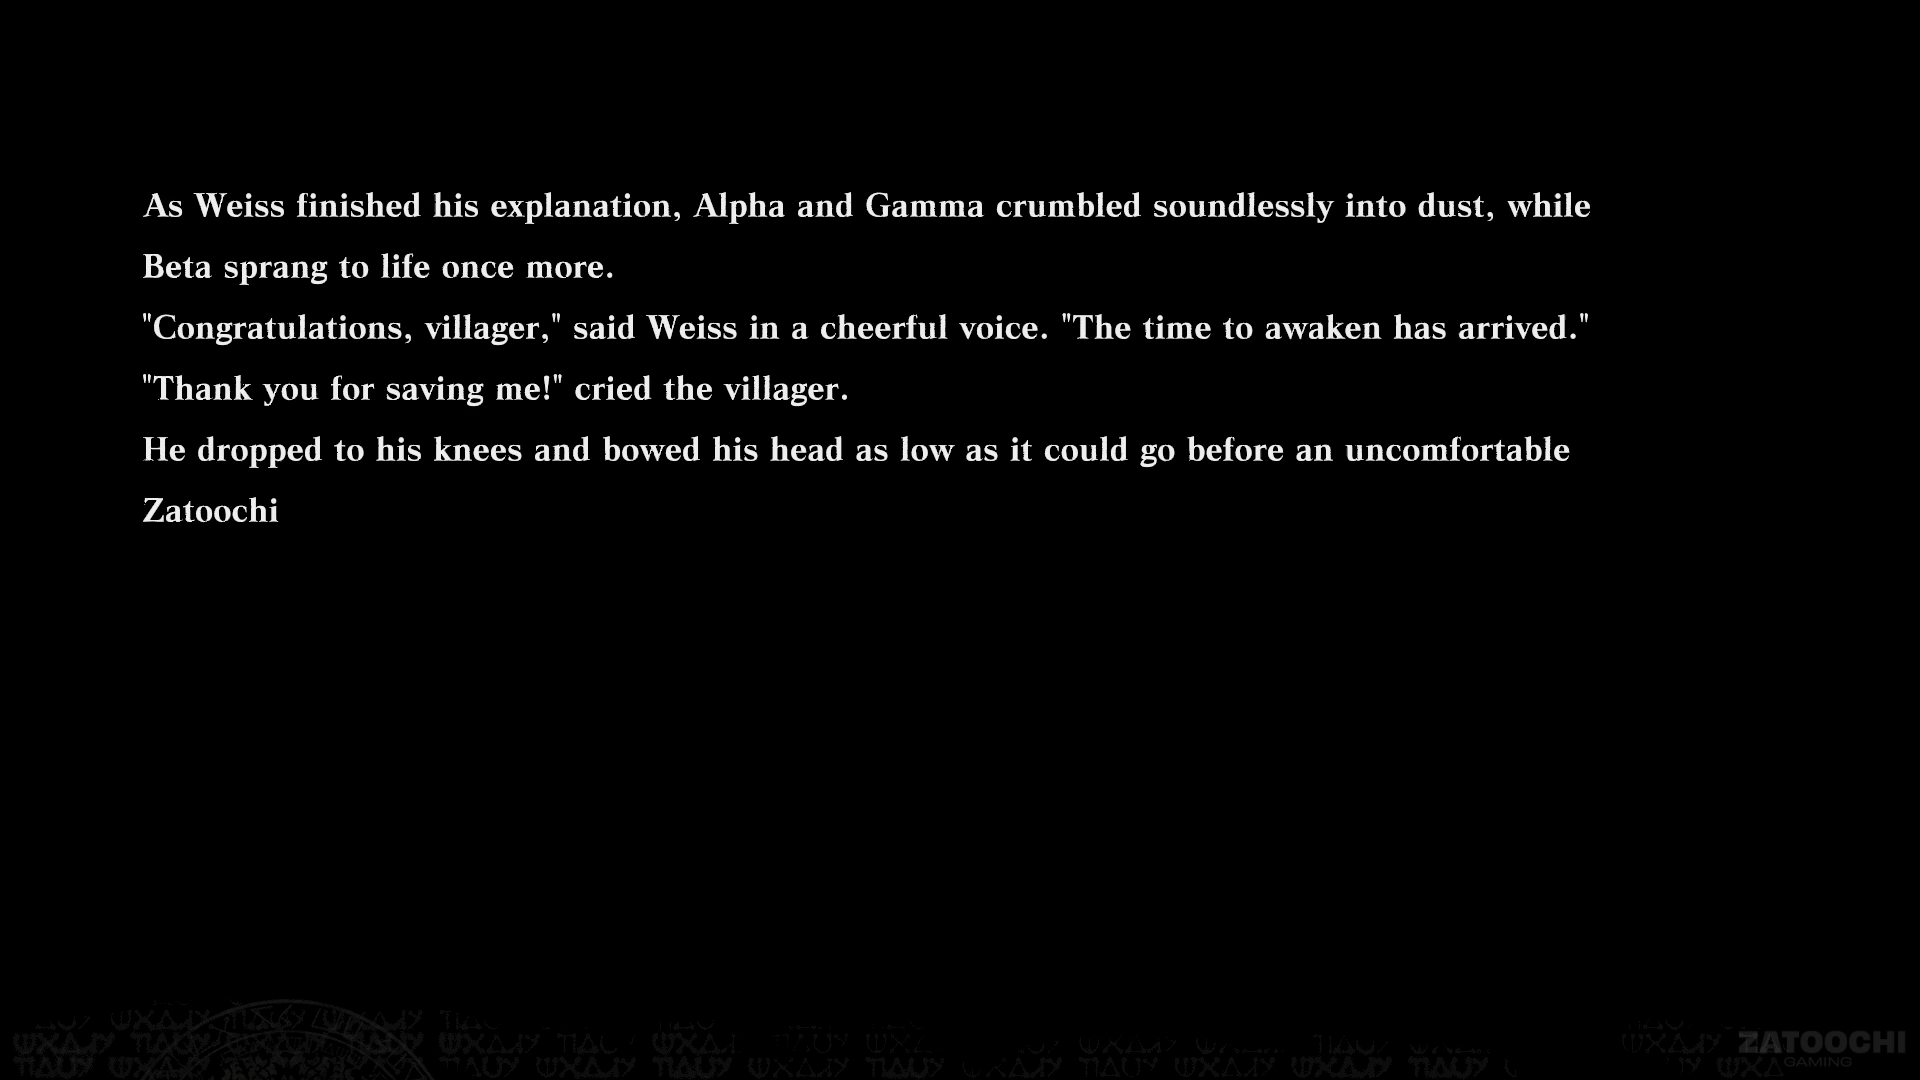 As Weiss finished his explanation, Alpha and Gamma crumbled soundlessly into dust, while
Beta sprang to life once more.
"Congratulations, villager," said Weiss in a cheerful voice. "The time to awaken has arrived."
"Thank you for saving me!" cried the villager.
He dropped to his knees and bowed his head as low as it could go before an uncomfortable
Zatoochi
ZATOOCHI
GAMING